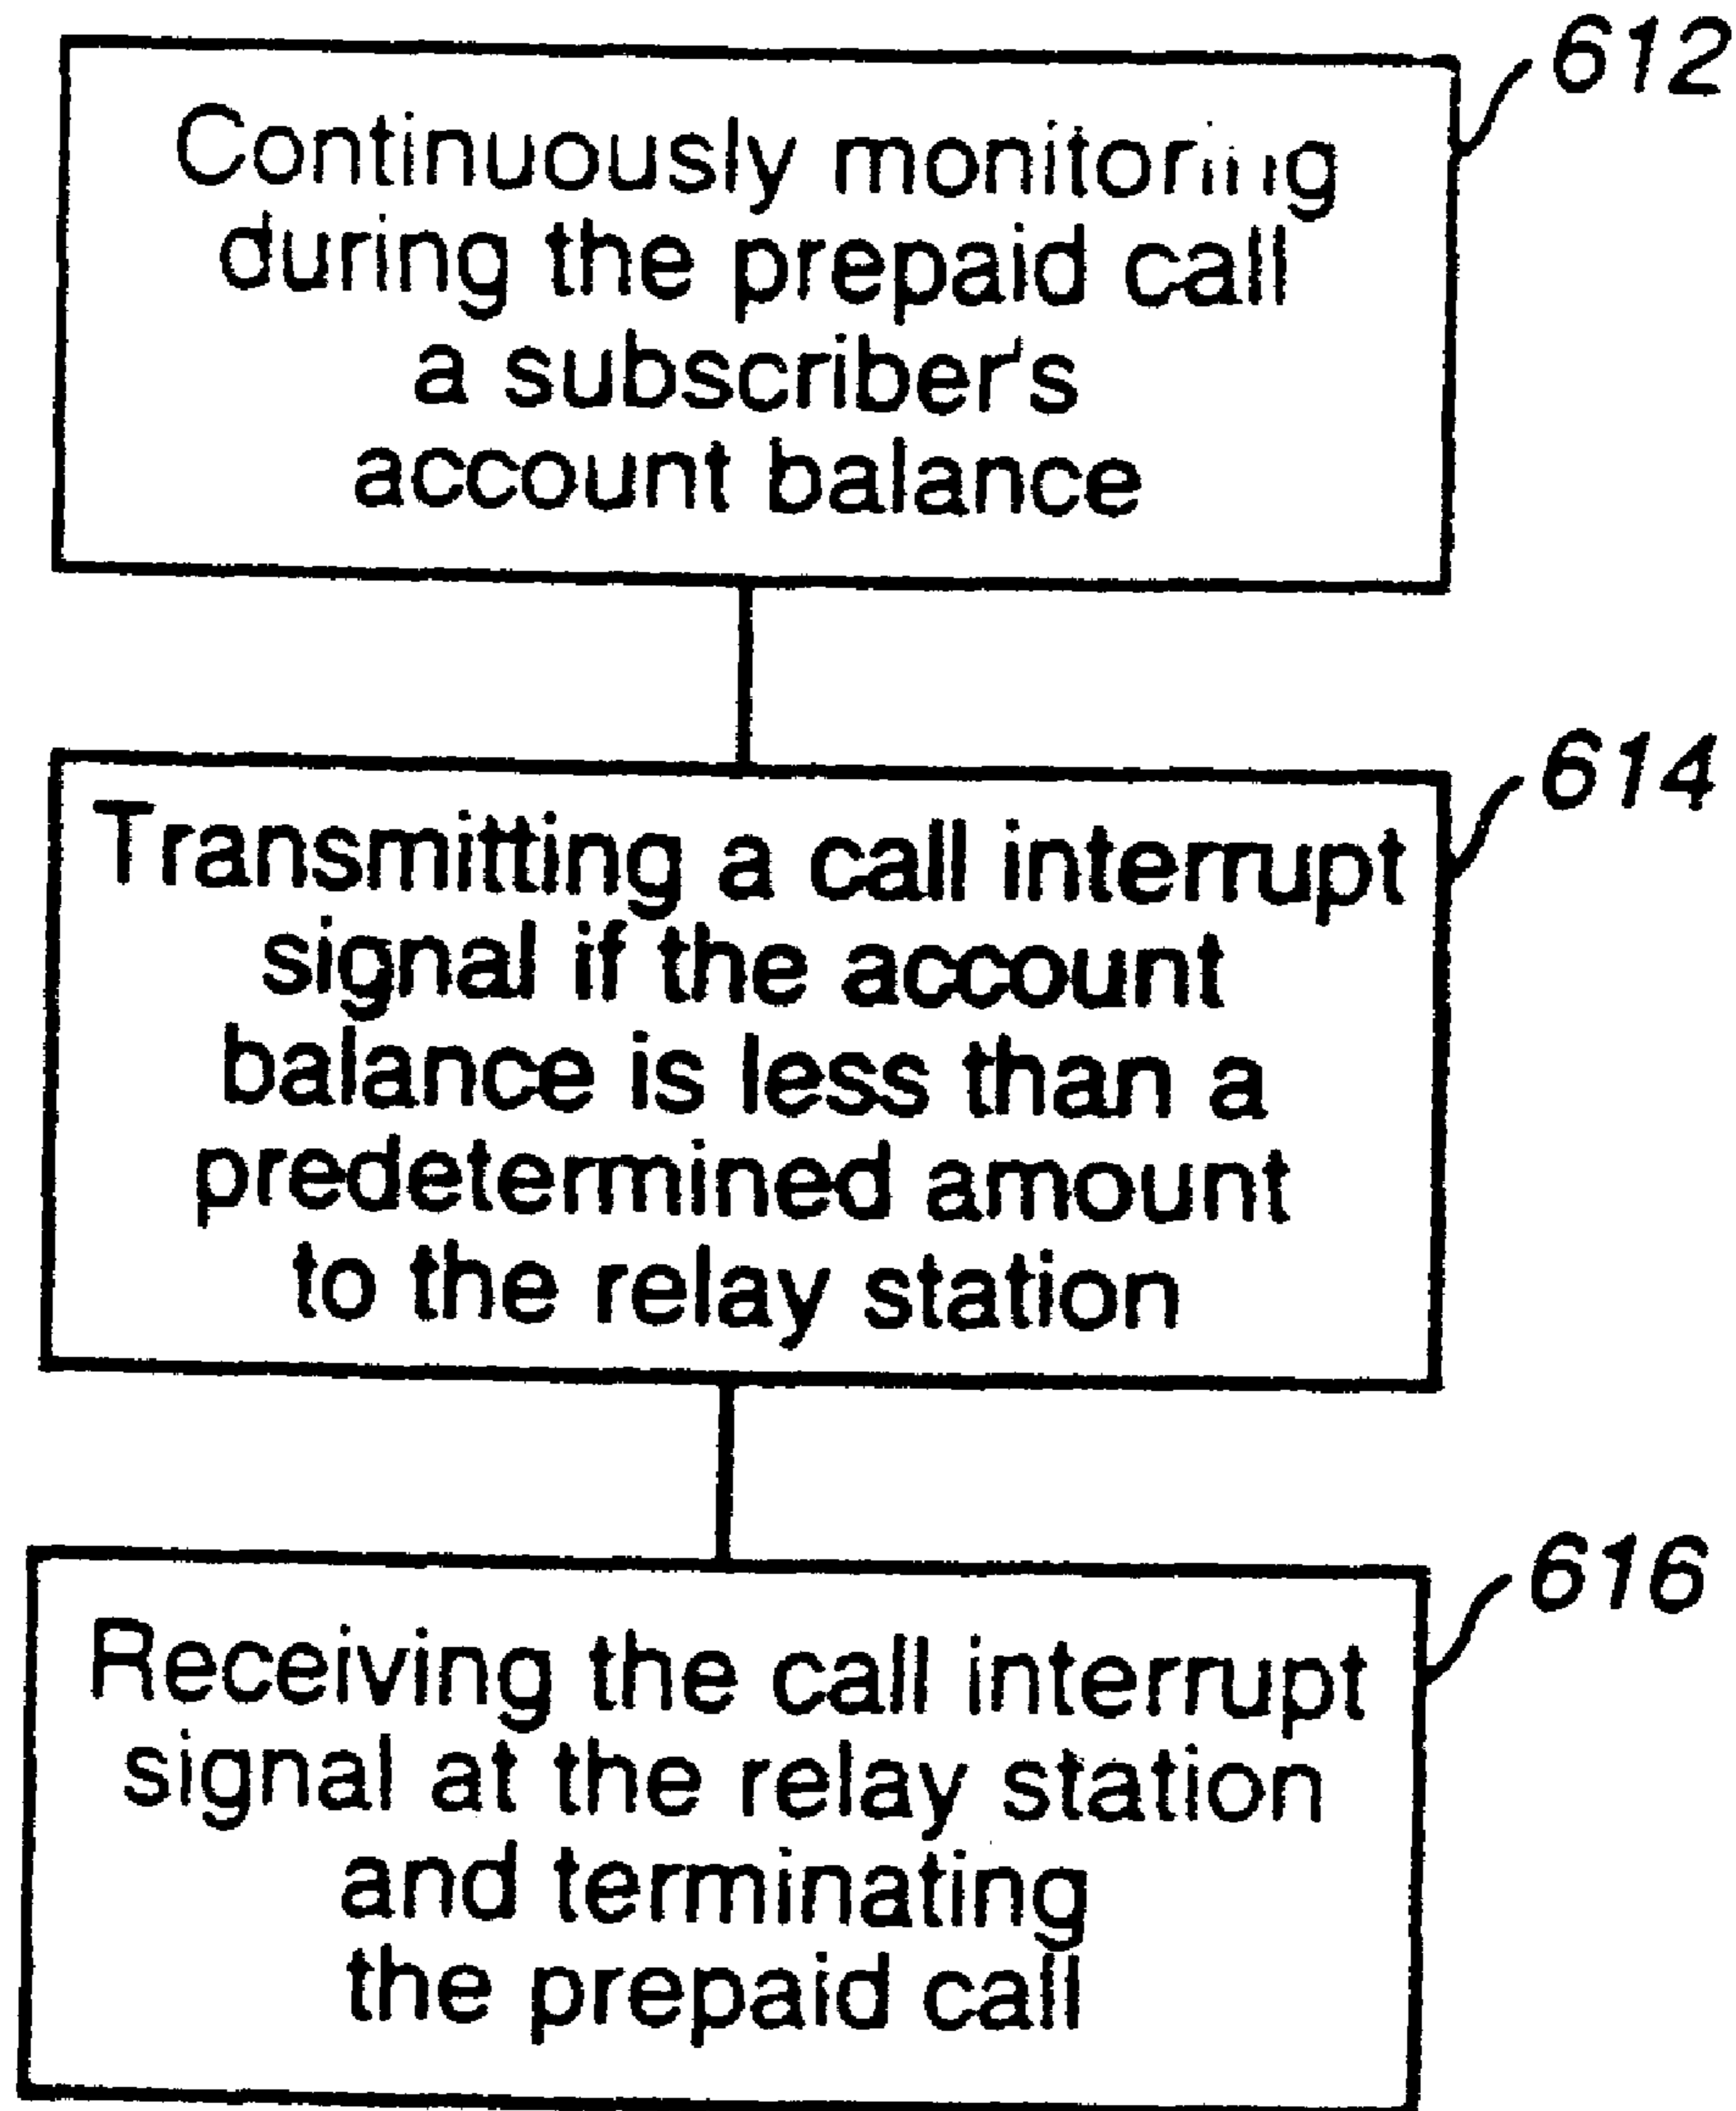 612
Continuously monitoring
during the prepaid call
a subscriber's
account balance
614
Transmitting a call interrupt
signal if the account
balance is less than a
predetermined amount
to the relay station
616
Receiving the call interrupt
signal at the relay station
and terminating
the prepaid call